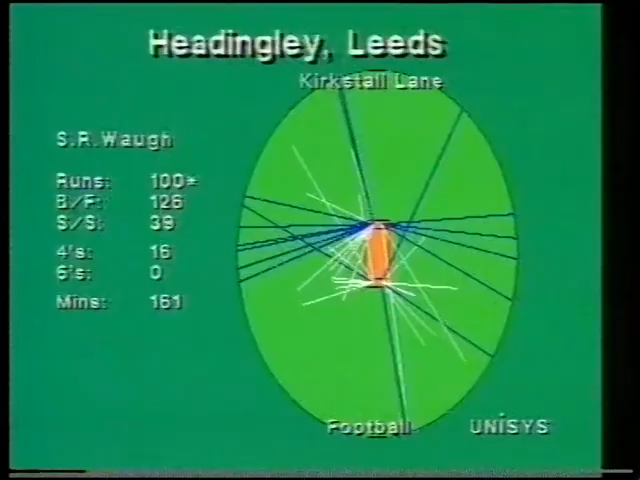 Headingley, Leeds
Kirkstall Lane
S.R.Waugh
Runs: 100*
B/F: 126
S/S: 39
4's: 16
6's: 0
Mins: 161
Football
UNiSYS